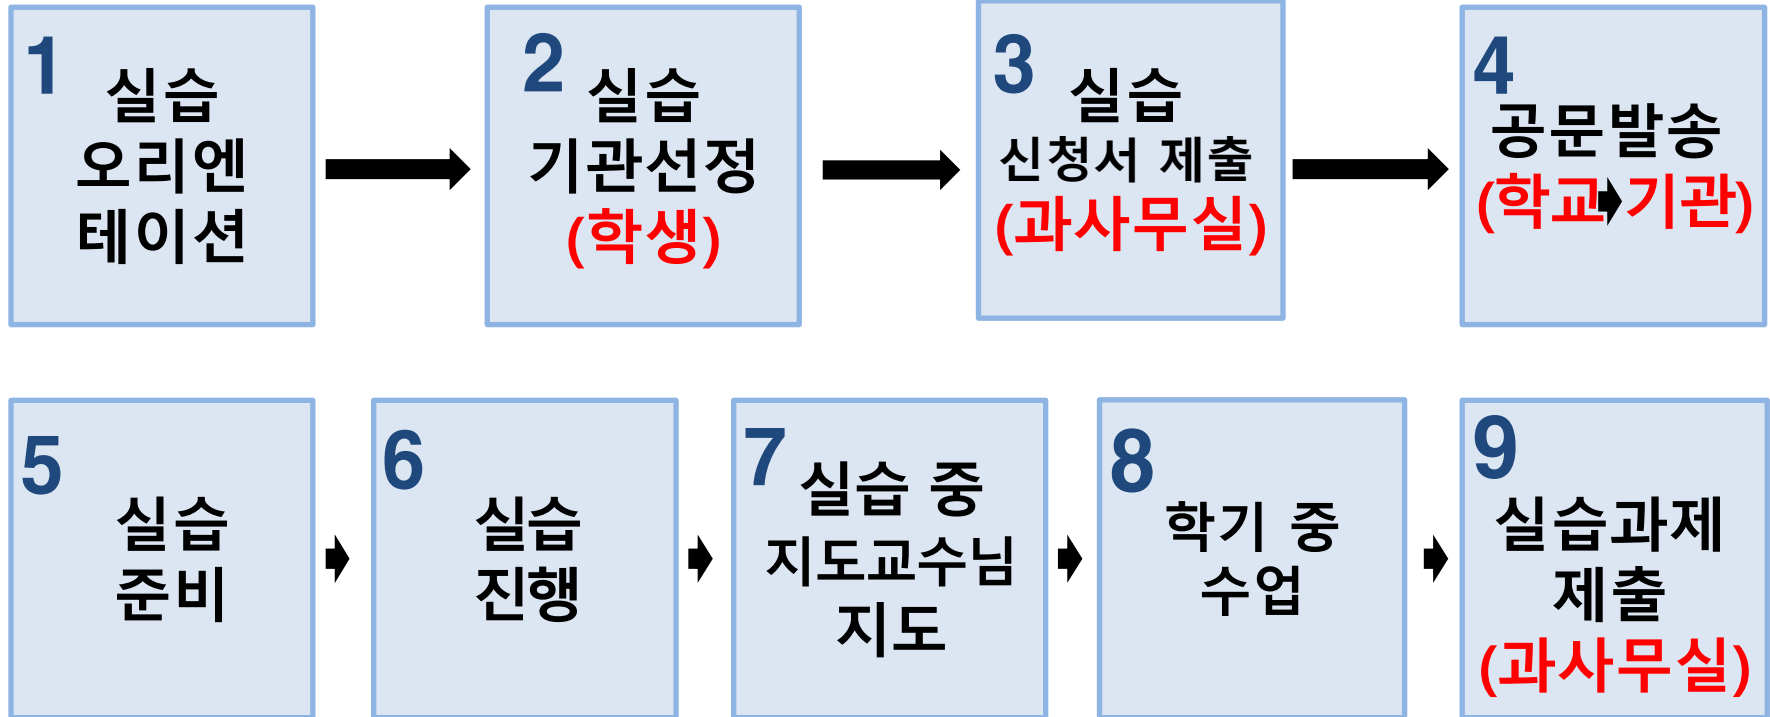 1
실습
오리엔
테이션
2
실습
기관선정
(학생)
3
실습
신청서 제출
(과사무실)
4
공문발송
(학교 기관)
5
실습
준비
6
실습
진행
7
실습 중
지도교수님
지도
8
학기 중
수업
9
실습과제
제출
(과사무실)